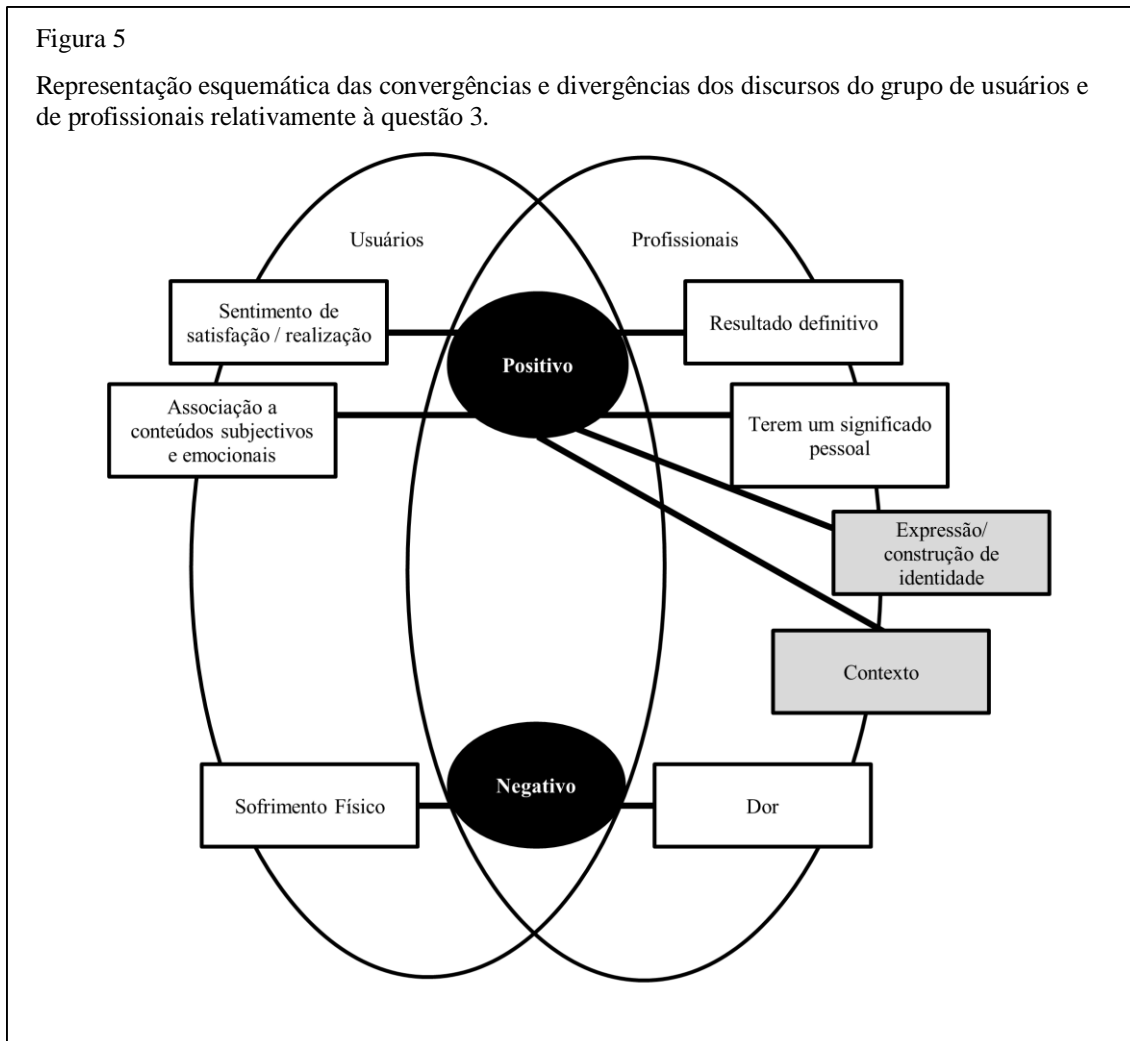 Figura 5
Representação esquemática das convergências e divergências dos discursos do grupo de usuários e
de profissionais relativamente à questão 3.
Usuários
Profissionais
Sentimento de
satisfação / realização
Positivo
Resultado definitivo
Associação a
conteúdos subjectivos
e emocionais
Terem um significado
pessoal
Expressão/
construção de
identidade
Contexto
Sofrimento Físico
Negativo
Dor